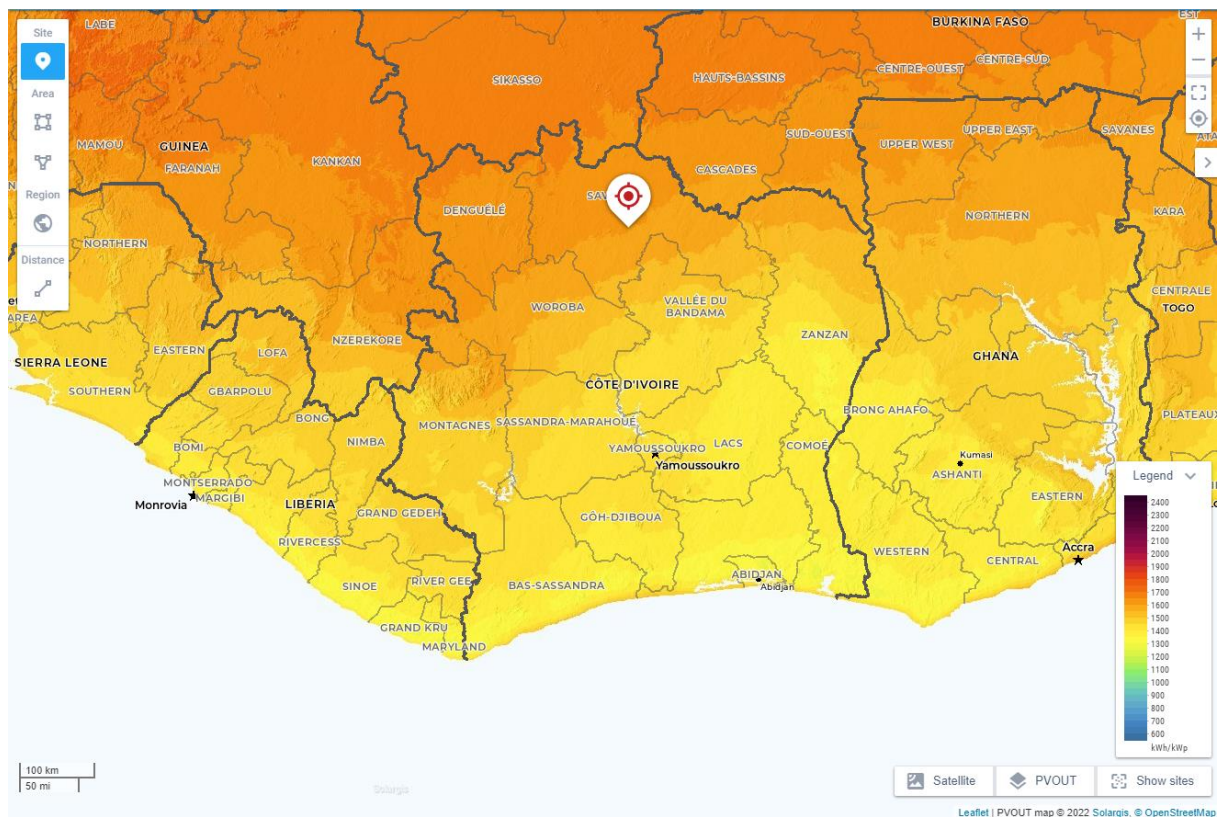 Site
Area
Region
Distance
LABE
BURKINA FASO
EST
SIKASSO
HAUTS-BASSINS
CENTRE-OUEST
CENTRE-SUD
MAMOU
GUINEA
FARANAH
KANKAN
SUD-OUEST
UPPER WEST
UPPER EAST
SAVANES
CASCADES
DENGUÉLÉ
SAV
NORTHERN
KARA
NORTHERN
AREA
WOROBA
VALLÉE DU
BANDAMA
ZANZAN
CENTRALE
TOGO
NZEREKORE
EASTERN
LOFA
SIERRA LEONE
SOUTHERN
GBARPOLU
GHANA
CÔTE D'IVOIRE
BONG
NIMBA
MONTAGNES
SASSANDRA-MARAHOUÉ
BRONG AHAFO
PLATEAUX
BOMI
YAMOUSSOUKRO
LACS
COMOÉ
Yamoussoukro
Kumasi
ASHANTI
MONTSERRADO
MARGIBI
Monrovia
LIBERIA
GRAND GEDEH
GÔH-DJIBOUA
EASTERN
RIVERCESS
WESTERN
CENTRAL
Accra
SINOE
RIVER GEE
BAS-SASSANDRA
ABIDJAN
Abidjan
GRAND KRU
MARYLAND
Legend
2400
2300
2200
2100
2000
1900
1800
1700
1600
1500
1400
1300
1200
1100
1000
900
800
700
600
kWh/kWp
100 km
50 mi
Solargis
Satellite
PVOUT
Show sites
Leaflet | PVOUT map © 2022 Solargis, © OpenStreetMap